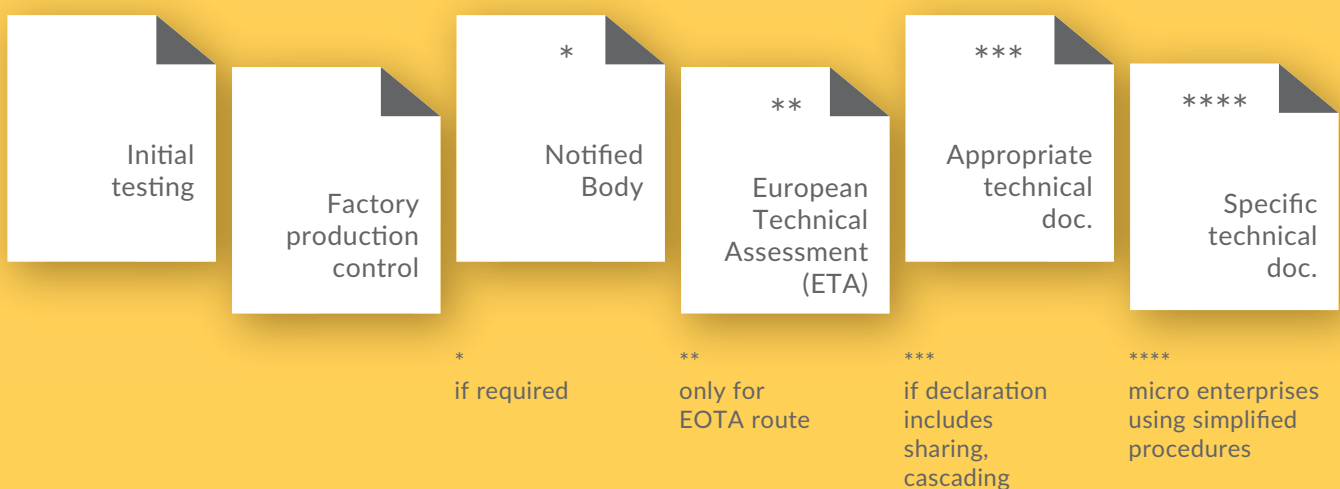 Initial
testing
Factory
production
control
*
Notified
Body
**
European
Technical
Assessment
(ETA)
***
Appropriate
technical
doc.
****
Specific
technical
doc.
*
if required
**
only for
EOTA route
***
if declaration
includes
sharing,
cascading
****
micro enterprises
using simplified
procedures